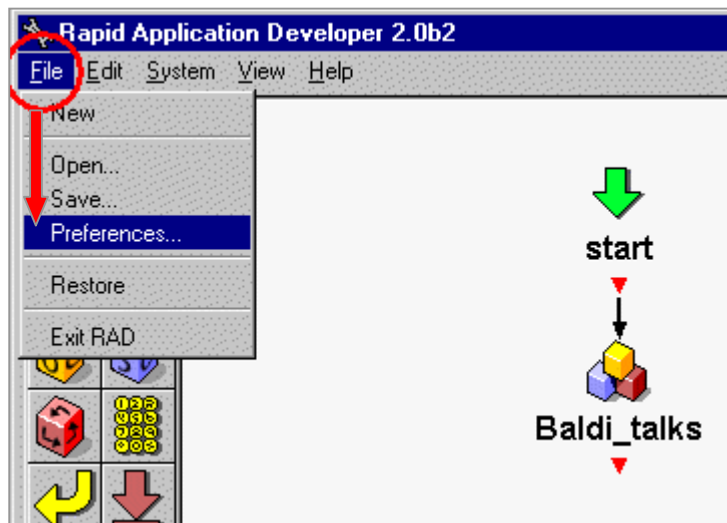 Rapid Application Developer 2.0b2
File Edit System View Help
New
Open...
Save...
Preferences...
Restore
Exit RAD
start
Baldi_talks